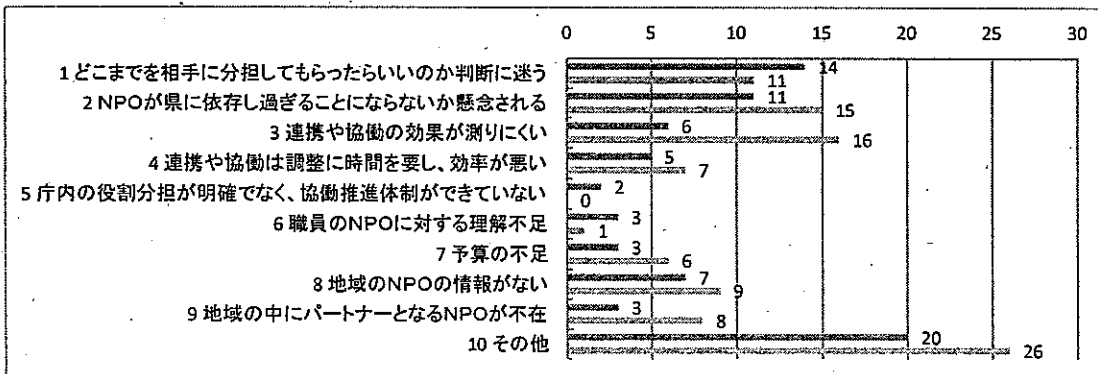 0 5 10 15 20 25 30
1 どこまでを相手に分担してもらったらいいのか判断に迷う 14
11
2 NPOが県に依存し過ぎることにならないか懸念される 11
15
3 連携や協働の効果が測りにくい 6
16
4 連携や協働は調整に時間を要し、効率が悪い 5
7
5 庁内の役割分担が明確でなく、協働推進体制ができていない 2
0
6 職員のNPOに対する理解不足 3
1
7 予算の不足 3
6
8 地域のNPOの情報がない 7
9
9 地域の中にパートナーとなるNPOが不在 3
8
10 その他 20
26